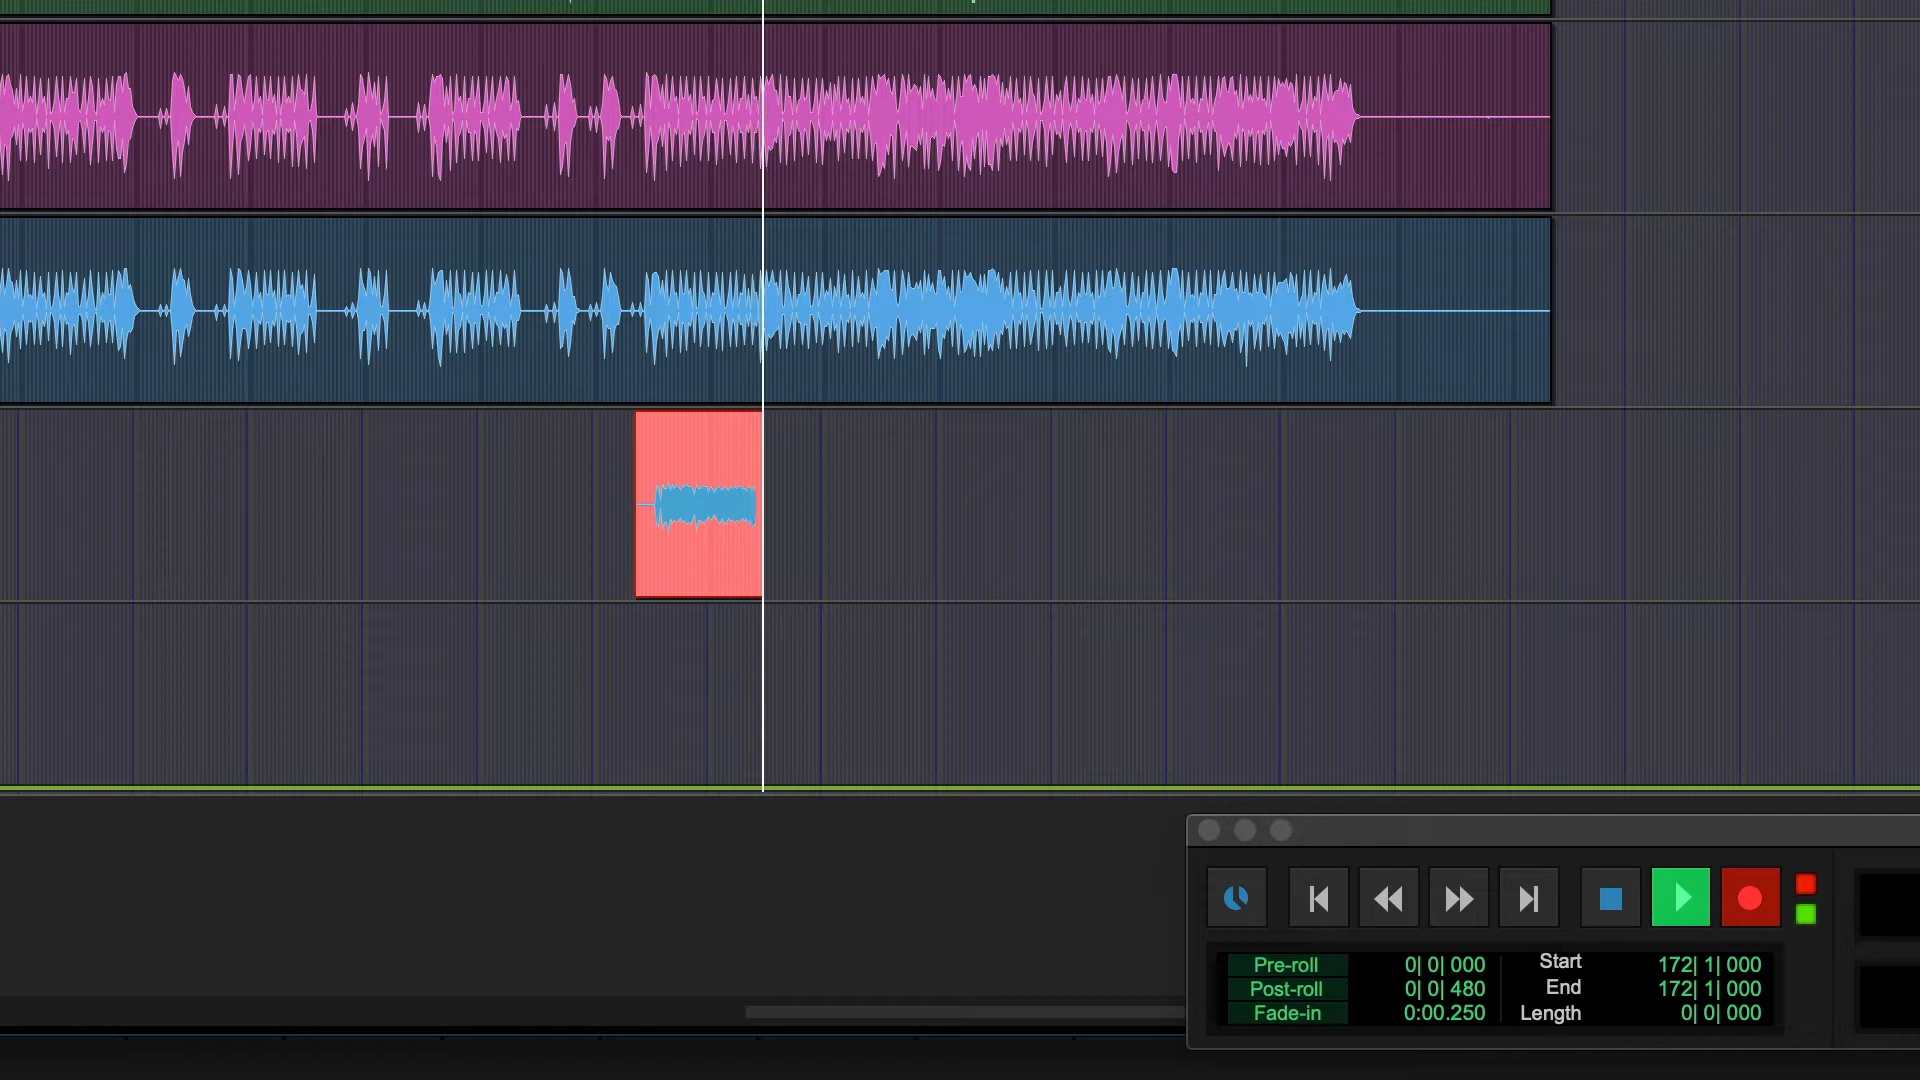 Pre-roll 0| 0| 000 Start 172| 1| 000
Post-roll 0| 0| 480 End 172| 1| 000
Fade-in 0:00.250 Length 0| 0| 000